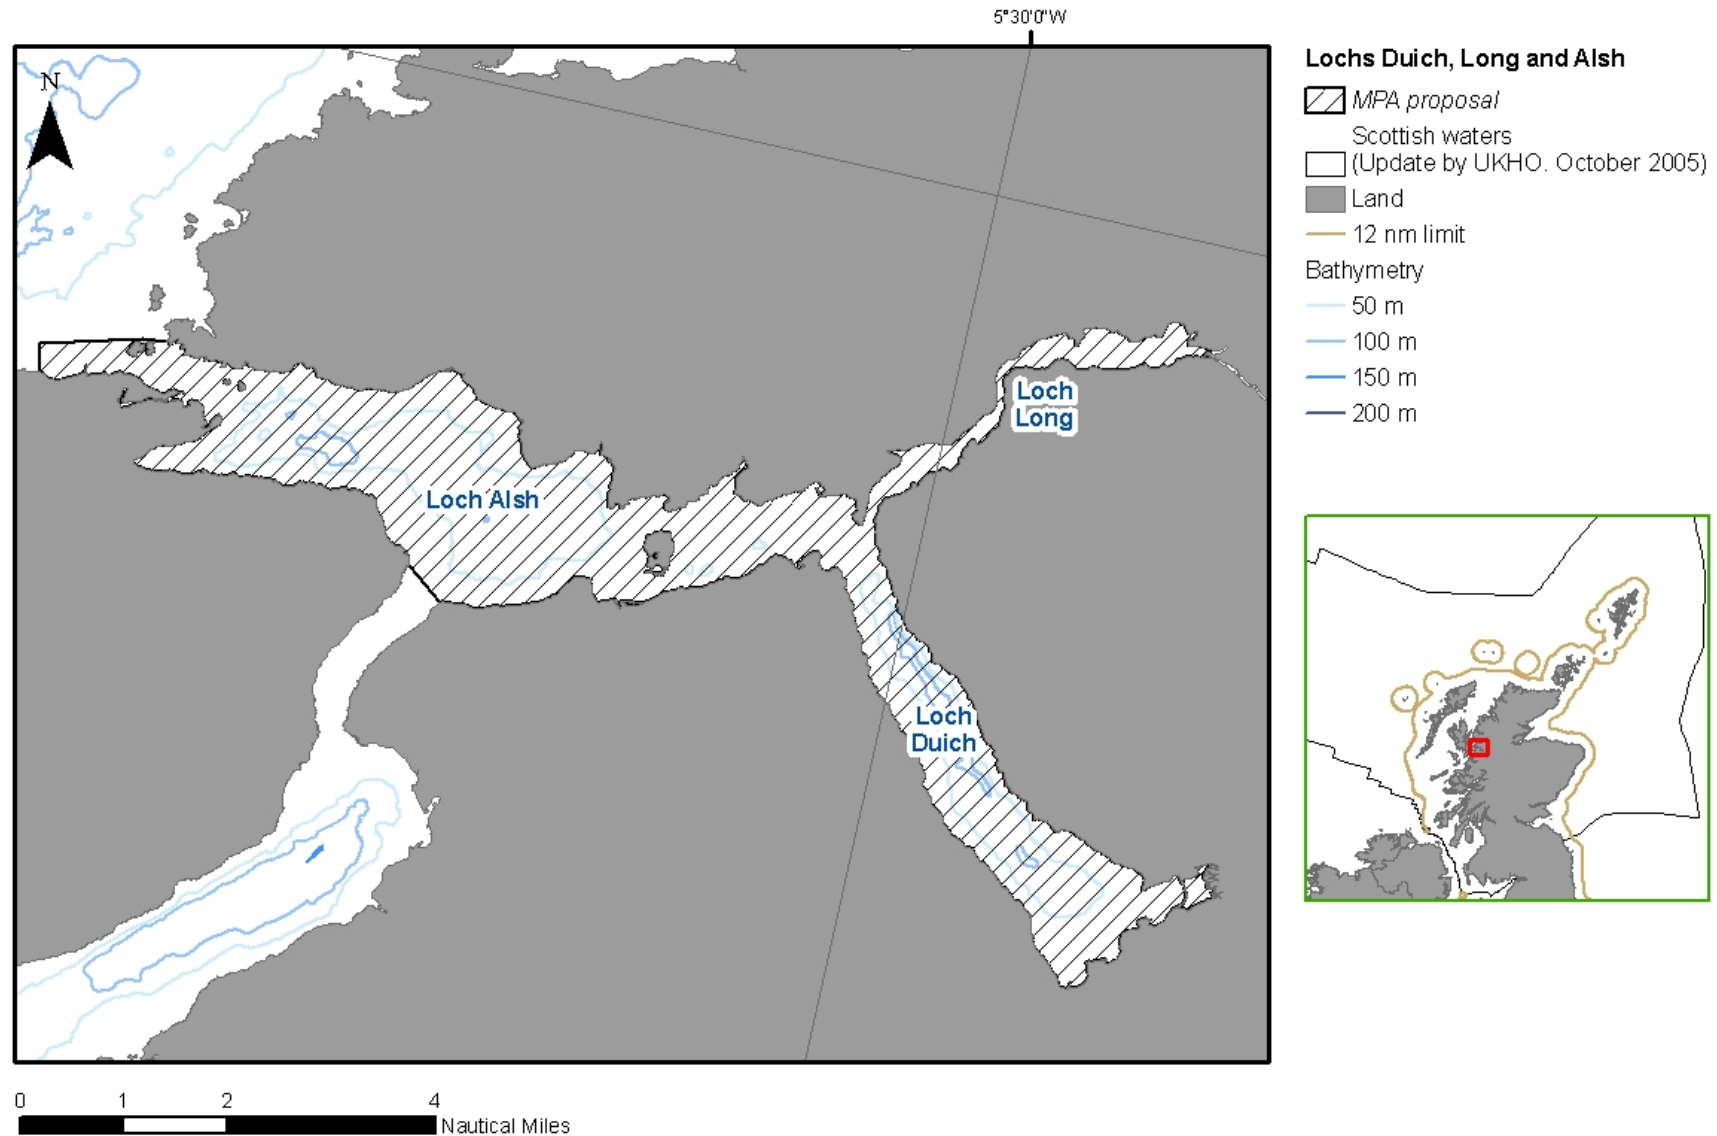 5°30'0"W
N
Loch
Long
Loch Alsh
Loch
Duich
0 1 2 4
Nautical Miles
Lochs Duich, Long and Alsh
MPA proposal
Scottish waters
(Update by UKHO. October 2005)
Land
12 nm limit
Bathymetry
50 m
100 m
150 m
200 m